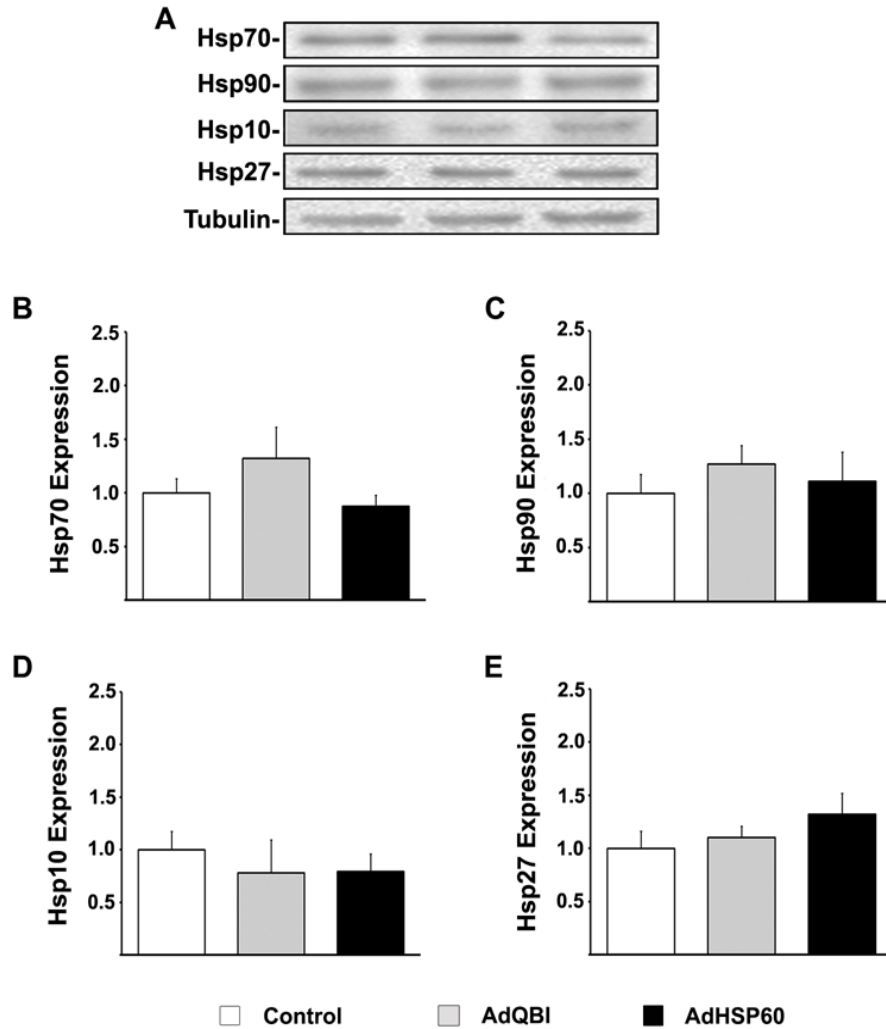 A
Hsp70-
Hsp90-
Hsp10-
Hsp27-
Tubulin-
B
Hsp70 Expression
2.5
2.0
1.5
1.0
0.5
C
Hsp90 Expression
2.5
2.0
1.5
1.0
0.5
D
Hsp10 Expression
2.5
2.0
1.5
1.0
0.5
E
Hsp27 Expression
2.5
2.0
1.5
1.0
0.5
Control AdQBI AdHSP60